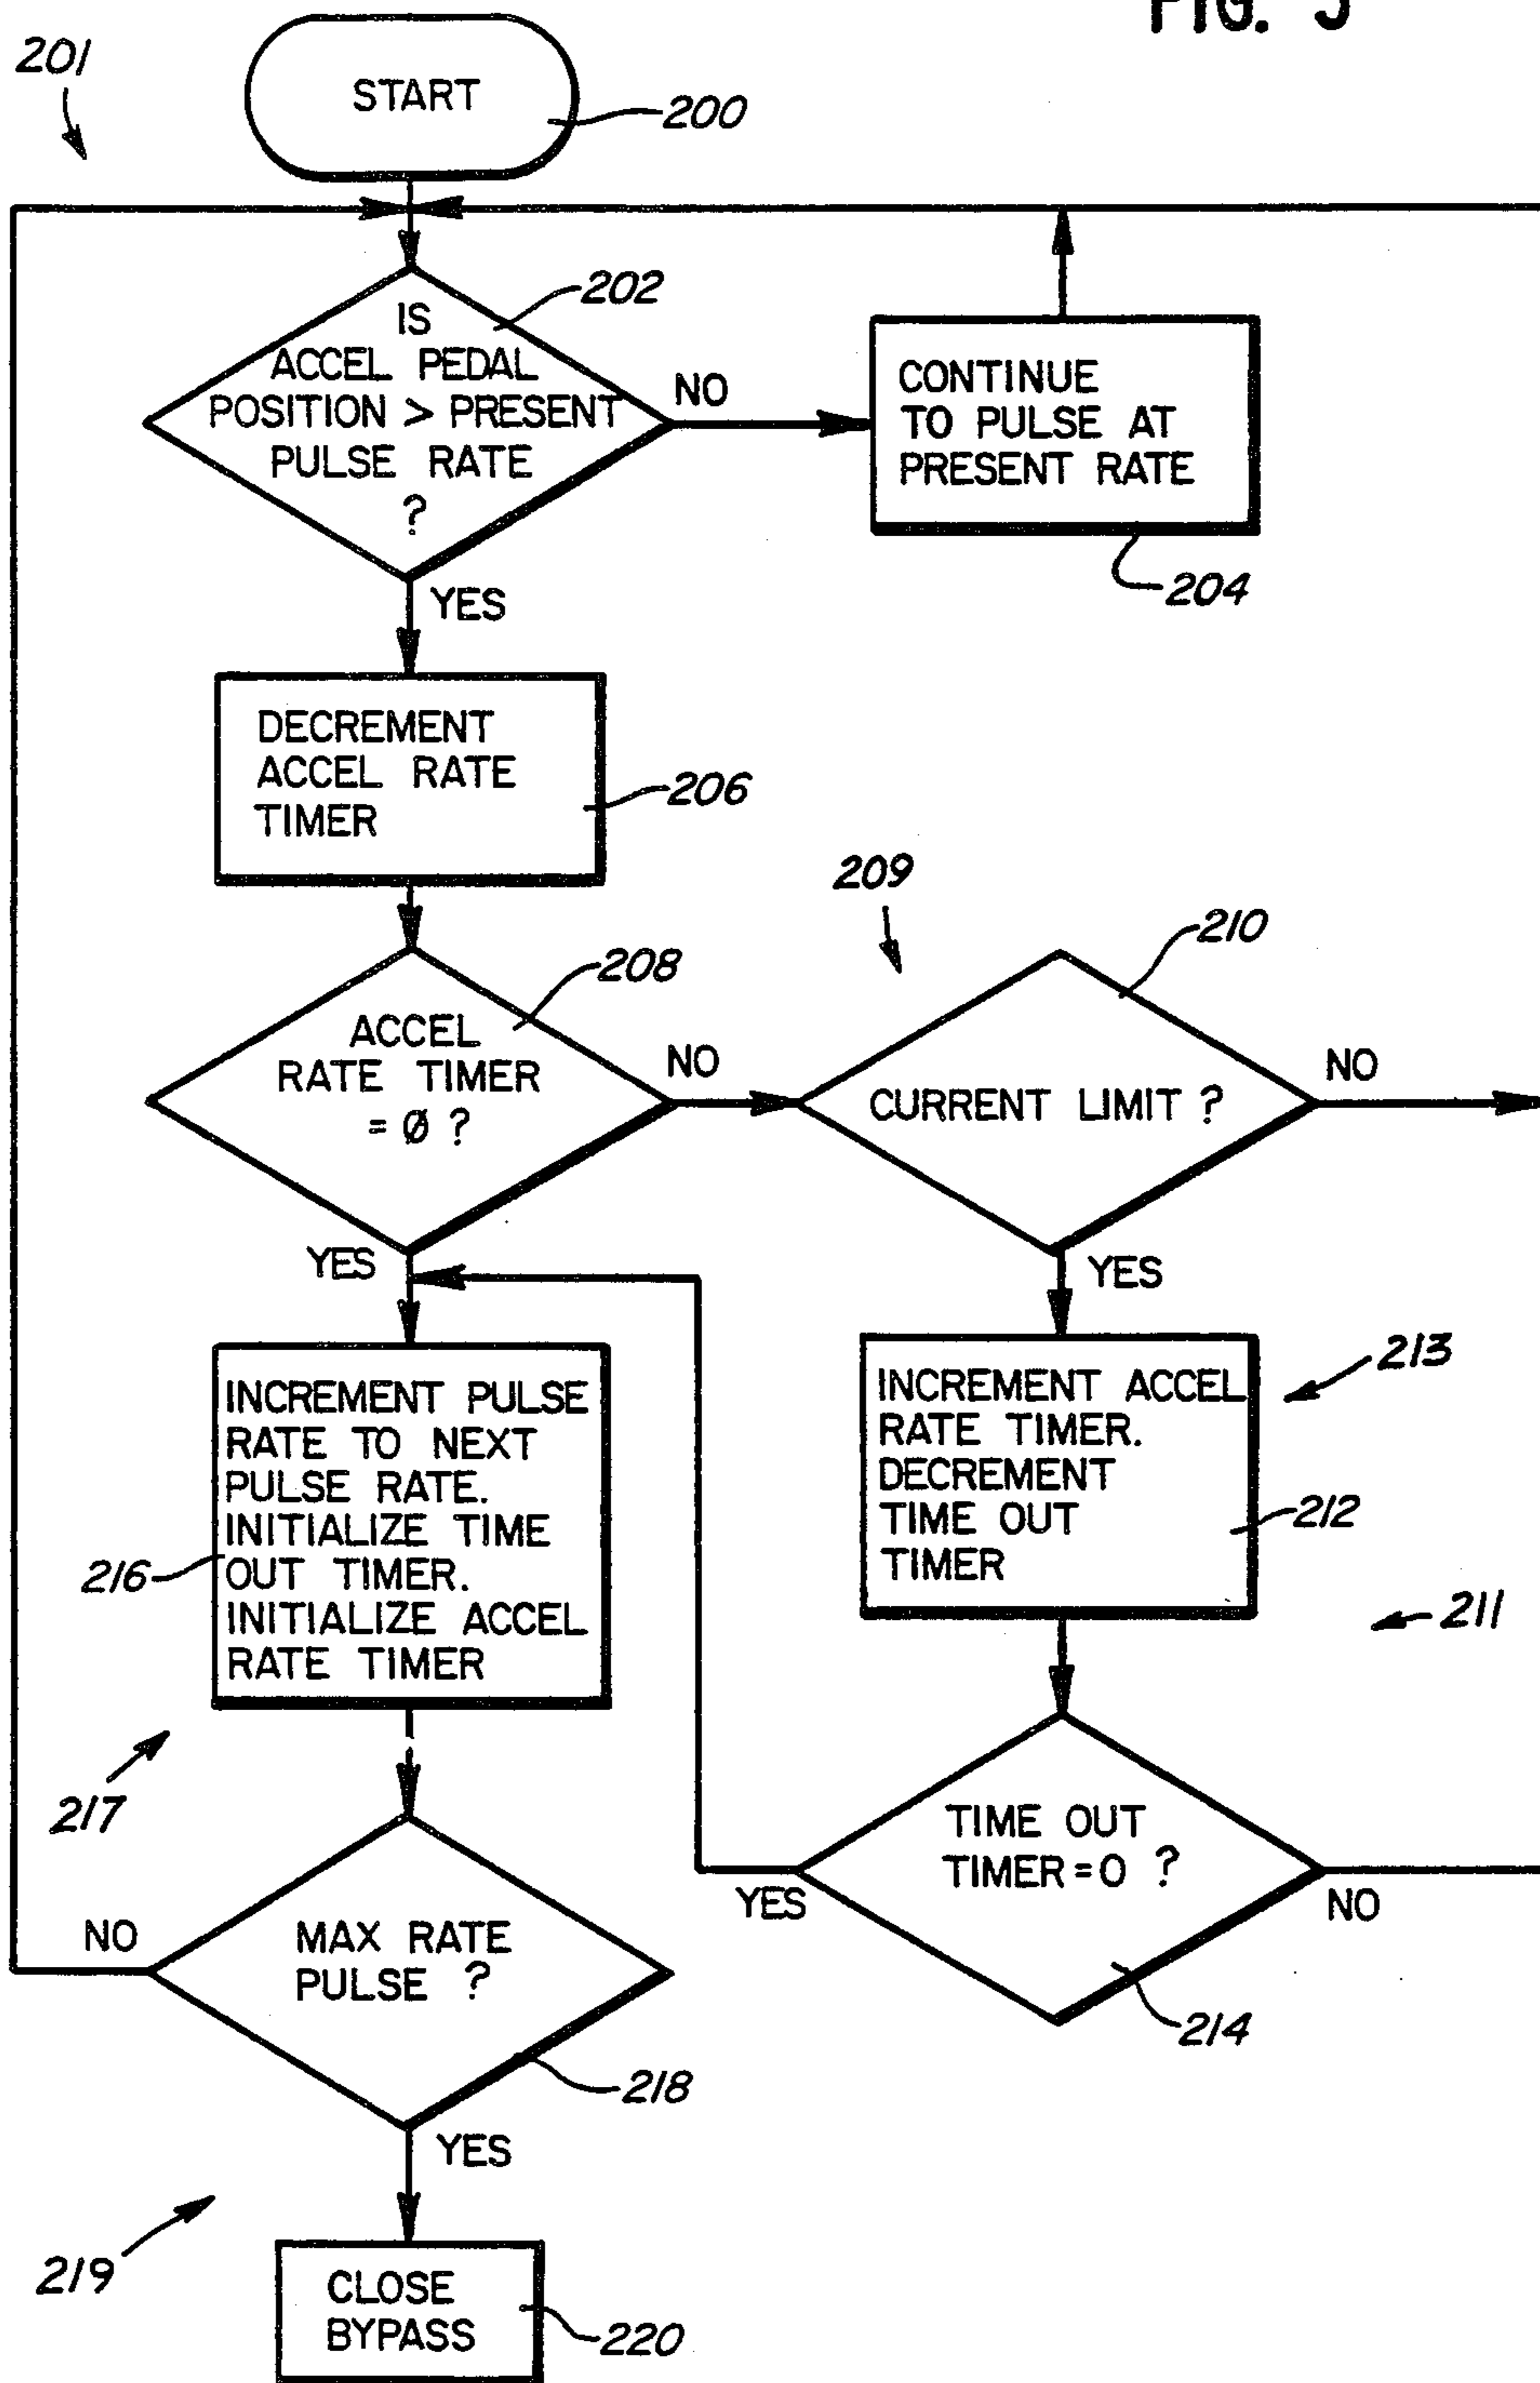 FIG.
201
START
200
202
IS
ACCEL PEDAL
POSITION > PRESENT
PULSE RATE
?
NO
CONTINUE
TO PULSE AT
PRESENT RATE
204
YES
DECREMENT
ACCEL RATE
TIMER
206
209
208
210
ACCEL
RATE TIMER
= Ø ?
NO
CURRENT LIMIT ?
NO
YES
YES
INCREMENT PULSE
RATE TO NEXT
PULSE RATE.
INITIALIZE TIME
OUT TIMER.
INITIALIZE ACCEL
RATE TIMER
216
INCREMENT ACCEL
RATE TIMER.
DECREMENT
TIME OUT
TIMER
213
212
211
217
TIME OUT
TIMER = 0 ?
YES
NO
214
NO
MAX RATE
PULSE ?
218
YES
219
CLOSE
BYPASS
220